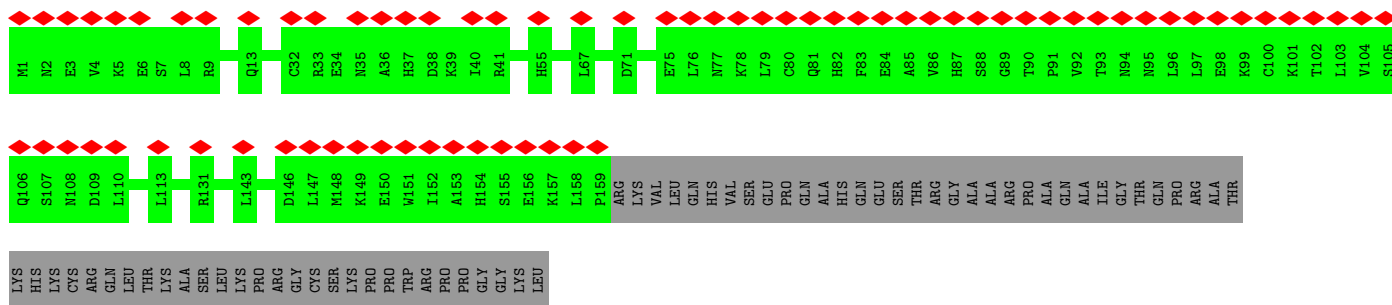 M1 N2 E3 V4 K5 E6 S7 L8 R9 Q13 C32 R33 E34 N35 A36 H37 D38 K39 I40 R41 H55 L67 D71 E75 L76 N77 K78 L79 C80 Q81 H82 F83 E84 A85 V86 H87 S88 G89 T90 P91 V92 T93 N94 N95 L96 L97 E98 K99 C100 K101 T102 L103 V104 S105
Q106 S107 N108 D109 L110 L113 R131 L143 D146 L147 M148 K149 E150 W151 I152 A153 H154 S155 E156 K157 L158 P159 ARG LYS VAL LEU GLN HIS VAL SER GLU PRO GLN ALA HIS GLN GLU SER THR ARG GLY ALA ALA ARG PRO ALA GLN ALA ILE GLY THR GLN PRO ARG ALA THR
LYS HIS LYS CYS ARG GLN LEU THR LYS ALA SER LEU LYS PRO ARG GLY CYS SER LYS PRO PRO TRP ARG PRO PRO GLY GLY LYS LEU